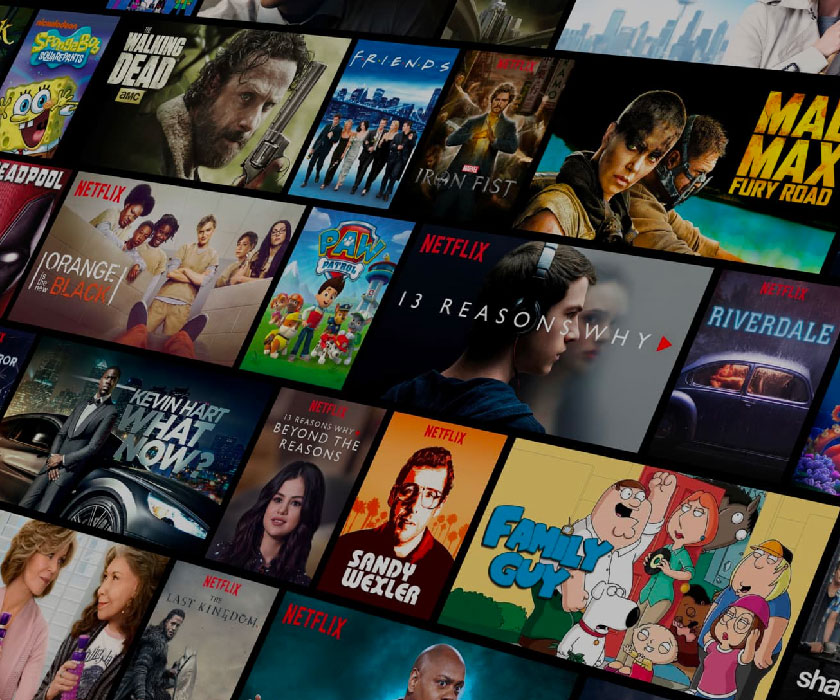 nickelodeon
SpongeBob
SQUAREPANTS
THE
WALKING
DEAD
amc
FRIENDS
NETFLIX
MARVEL
IRON FIST
MAD
MAX
FURY ROAD
DEADPOOL
NETFLIX
ORANGE
is the new
BLACK
PAW
PATROL
NETFLIX
13 REASONS WHY
NETFLIX
RIVERDALE
KEVIN HART
WHAT
NOW?
NETFLIX
13 REASONS WHY
BEYOND THE
REASONS
NETFLIX
SANDY
WEXLER
FAMILY
GUY
NETFLIX
THE
LAST KINGDOM
NETFLIX